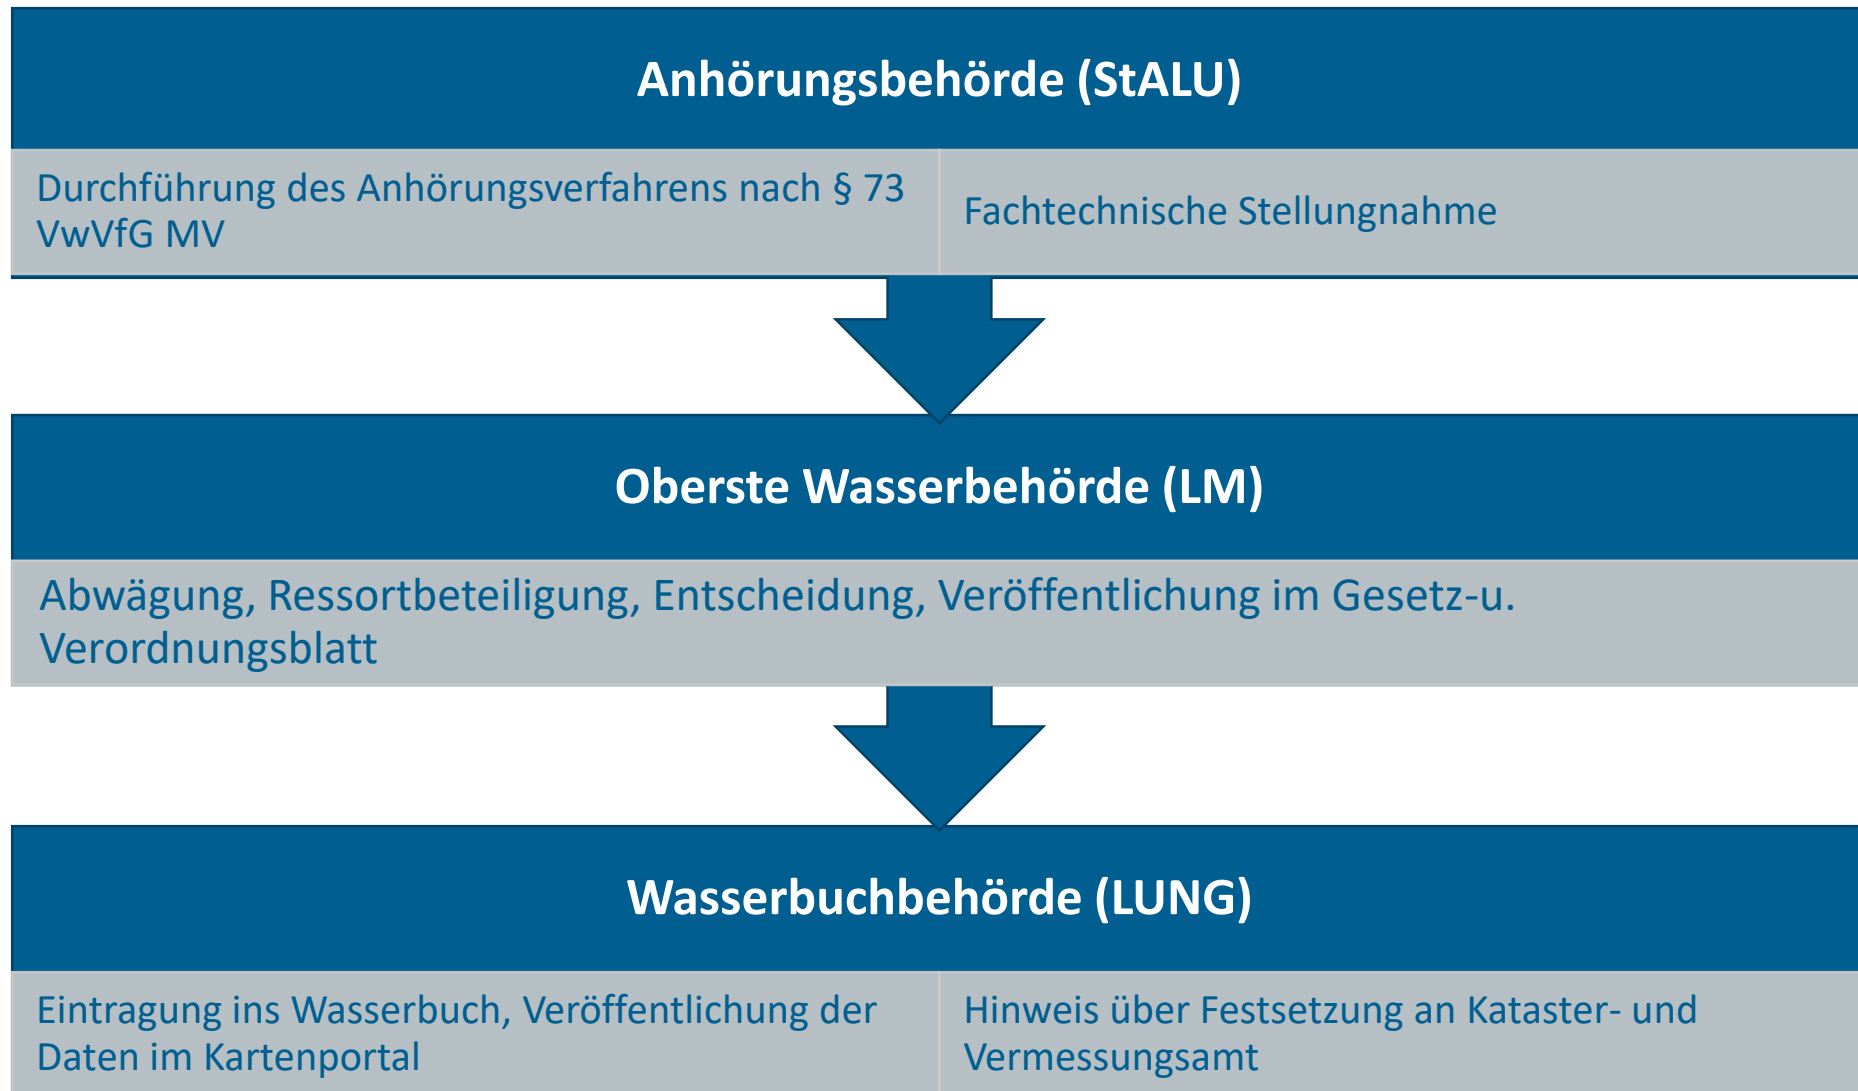 Anhörungsbehörde (StALU)
Durchführung des Anhörungsverfahrens nach § 73
VwVfG MV
Fachtechnische Stellungnahme
Oberste Wasserbehörde (LM)
Abwägung, Ressortbeteiligung, Entscheidung, Veröffentlichung im Gesetz-u.
Verordnungsblatt
Wasserbuchbehörde (LUNG)
Eintragung ins Wasserbuch, Veröffentlichung der
Daten im Kartenportal
Hinweis über Festsetzung an Kataster- und
Vermessungsamt